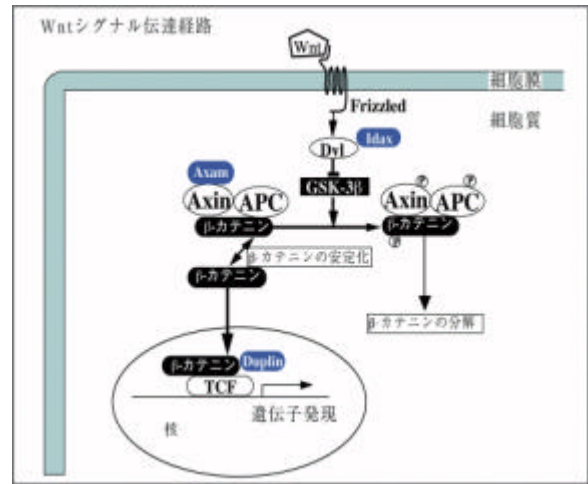 Wntシグナル伝達経路
Wnt
細胞膜
Frizzled
細胞質
Dvl
Idax
Axam
GSK-3β
Axin APC
Axin APC
P
P
β-カテニン
β-カテニン
P
β-カテニンの安定化
β-カテニン
β-カテニンの分解
β-カテニン
Duplin
TCF
遺伝子発現
核